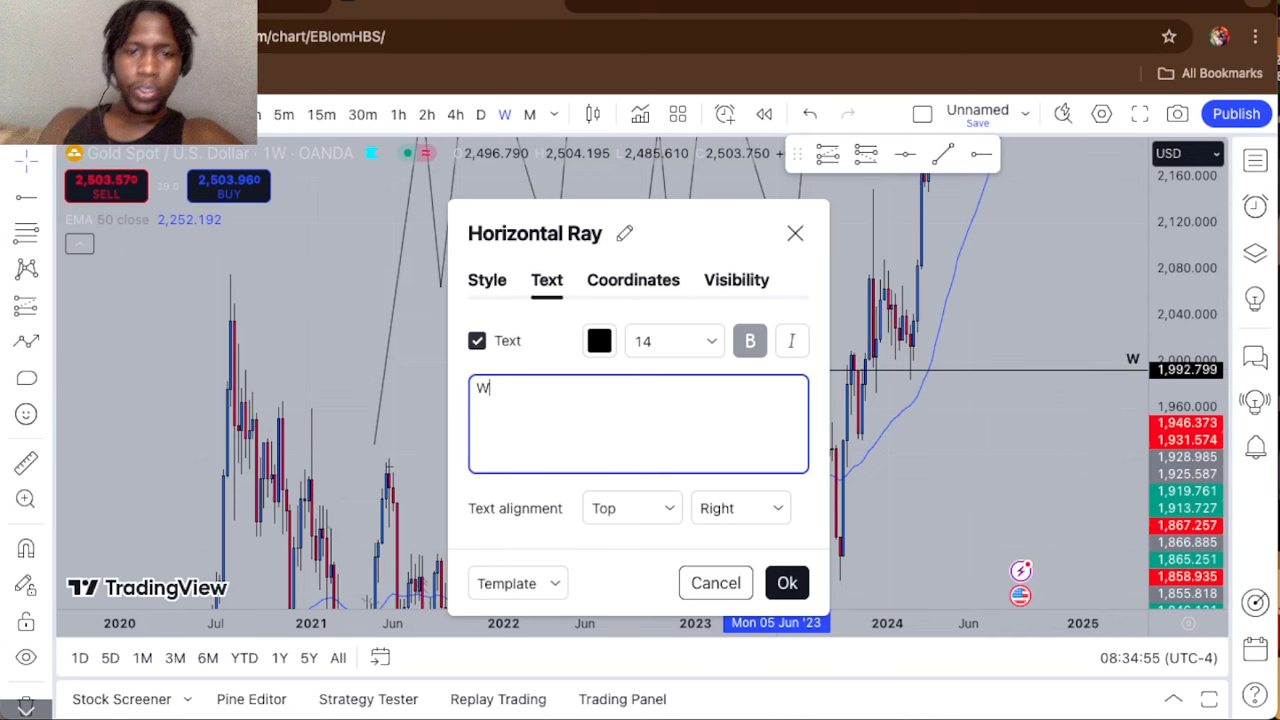 m/chart/EBIomHBS/
All Bookmarks
5m 15m 30m 1h 2h 4h D W M
Unnamed
Save
Publish
Gold Spot / U.S. Dollar · 1W · OANDA
2,496.790 H 2,504.195 L 2,485.610 C 2,503.750 +
USD
2,503.570
SELL
39.0
2,503.960
BUY
EMA 50 close 2,252.192
2,160.000
2,120.000
2,080.000
2,040.000
2,000.000
W
1,992.799
1,960.000
1,946.373
1,931.574
1,928.985
1,925.587
1,919.761
1,913.727
1,867.257
1,866.885
1,865.251
1,858.935
1,855.818
Horizontal Ray
Style Text Coordinates Visibility
Text
14
B
I
W
Text alignment
Top
Right
Template
Cancel
Ok
TradingView
2020 Jul 2021 Jun 2022 Jun 2023 Mon 05 Jun '23 2024 Jun 2025
1D 5D 1M 3M 6M YTD 1Y 5Y All
08:34:55 (UTC-4)
Stock Screener
Pine Editor
Strategy Tester
Replay Trading
Trading Panel